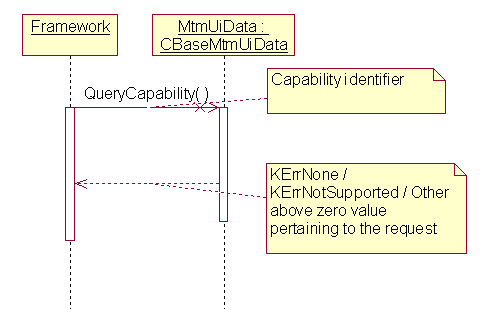 Framework
MtmUiData :
CBaseMtmUiData
QueryCapability( )
Capability identifier
KErrNone /
KErrNotSupported / Other
above zero value
pertaining to the request